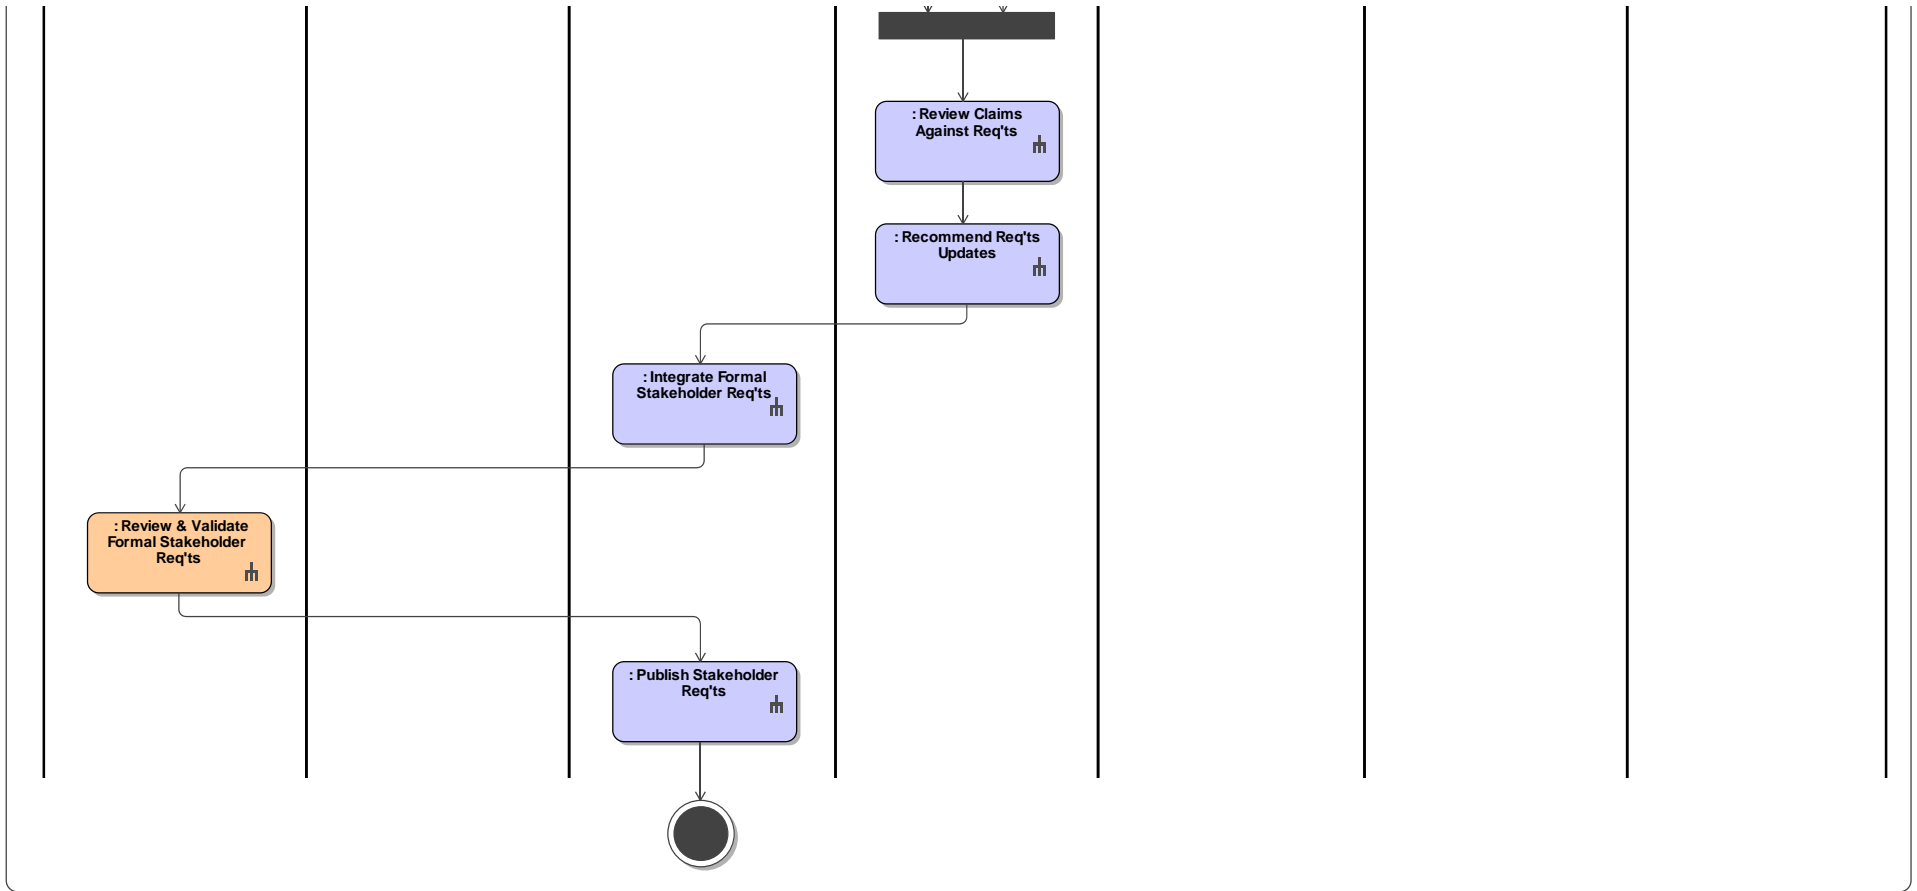 : Review Claims
Against Req'ts
: Recommend Req'ts
Updates
: Integrate Formal
Stakeholder Req'ts
: Review & Validate
Formal Stakeholder
Req'ts
: Publish Stakeholder
Req'ts